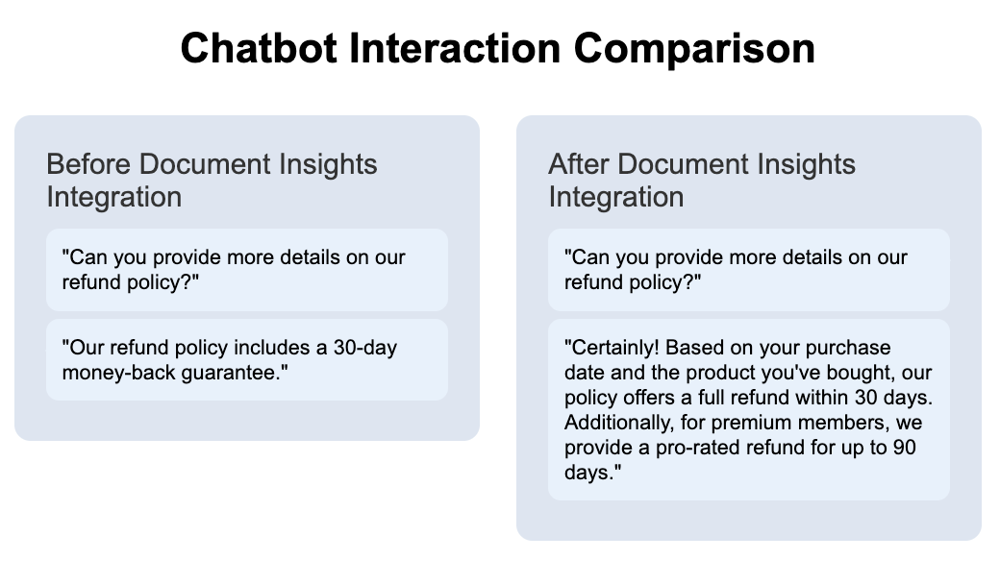 Chatbot Interaction Comparison
Before Document Insights
Integration
"Can you provide more details on our
refund policy?"
"Our refund policy includes a 30-day
money-back guarantee."
After Document Insights
Integration
"Can you provide more details on our
refund policy?"
"Certainly! Based on your purchase
date and the product you've bought, our
policy offers a full refund within 30 days.
Additionally, for premium members, we
provide a pro-rated refund for up to 90
days."